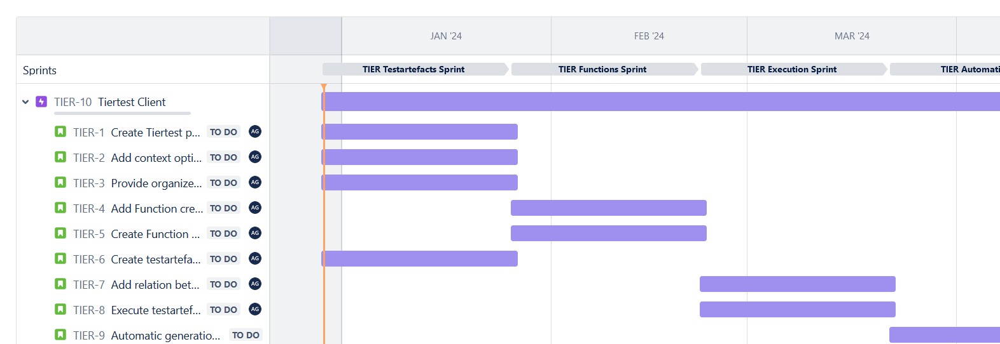 JAN '24 FEB '24 MAR '24
Sprints TIER Testartefacts Sprint TIER Functions Sprint TIER Execution Sprint TIER Automati
TIER-10 Tiertest Client
TIER-1 Create Tiertest p... TO DO AG
TIER-2 Add context opti... TO DO AG
TIER-3 Provide organize... TO DO AG
TIER-4 Add Function cre... TO DO AG
TIER-5 Create Function ... TO DO AG
TIER-6 Create testartefa... TO DO AG
TIER-7 Add relation bet... TO DO AG
TIER-8 Execute testartef... TO DO AG
TIER-9 Automatic generatio... TO DO